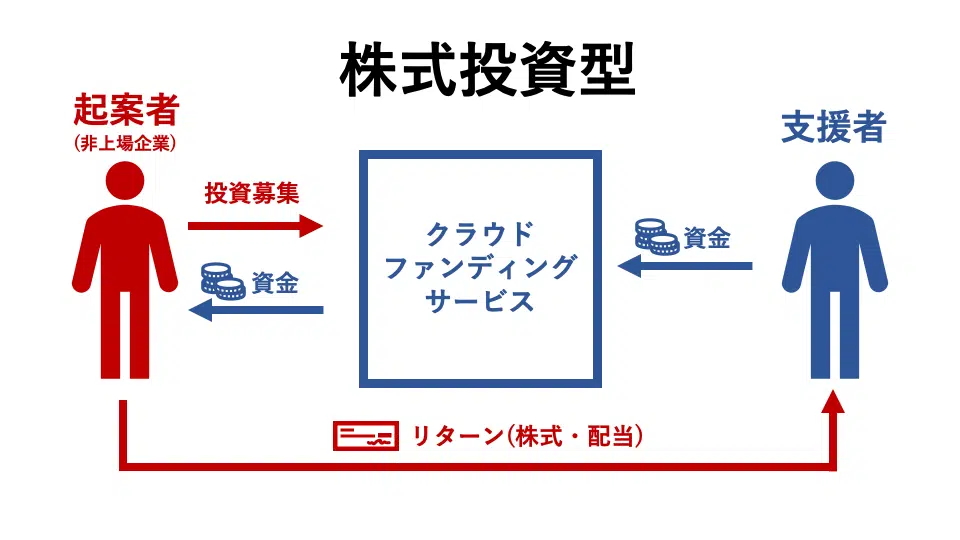 株式投資型
起案者
(非上場企業)
支援者
投資募集
資金
クラウド
ファンディング
サービス
資金
リターン(株式・配当)